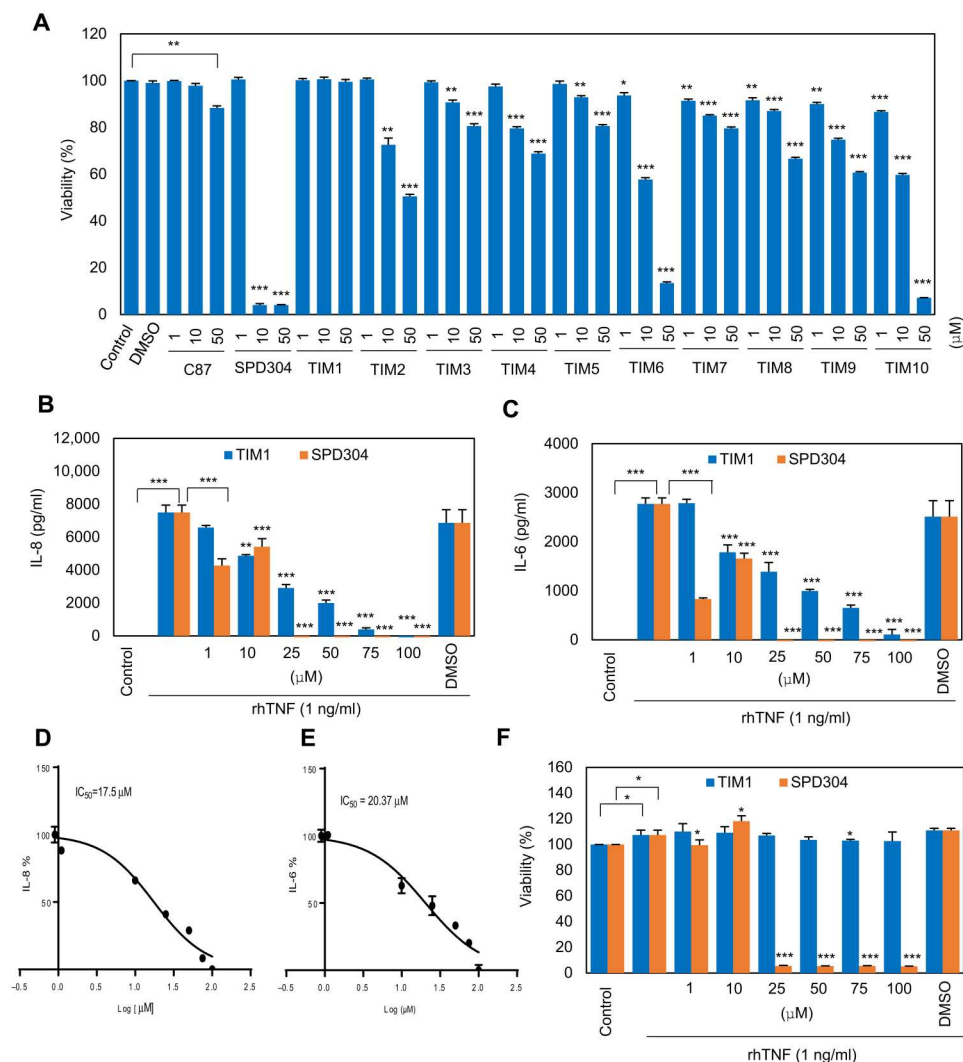 A
120
100
80
60
40
20
0
Viability (%)
**
** *** ** *** *** *** ** *** * *** *** ** *** *** ** *** *** ** *** *** *** *** ***
*** ***
Control
DMSO
1 10 50 1 10 50 1 10 50 1 10 50 1 10 50 1 10 50 1 10 50 1 10 50 1 10 50 1 10 50 1 10 50 1 10 50 (μM)
C87 SPD304 TIM1 TIM2 TIM3 TIM4 TIM5 TIM6 TIM7 TIM8 TIM9 TIM10
B
12,000
10,000
8000
6000
4000
2000
0
IL-8 (pg/ml)
TIM1 SPD304
*** ***
** *** *** *** *** *** *** *** *** ***
Control
1 10 25 50 75 100
DMSO
(μM)
rhTNF (1 ng/ml)
C
4000
3000
2000
1000
0
IL-6 (pg/ml)
TIM1 SPD304
*** ***
*** *** *** *** *** *** *** *** *** ***
Control
1 10 25 50 75 100
DMSO
(μM)
rhTNF (1 ng/ml)
D
150
100
50
IL-8 %
IC50=17.5 μM
−0.5 0.0 0.5 1.0 1.5 2.0 2.5
Log [ μM]
E
150
100
50
IL-6 %
IC50 = 20.37 μM
−0.5 0.0 0.5 1.0 1.5 2.0 2.5
Log (μM)
F
160
140
120
100
80
60
40
20
0
Viability (%)
TIM1 SPD304
*
*
* * *
*** *** *** ***
Control
1 10 25 50 75 100
DMSO
(μM)
rhTNF (1 ng/ml)